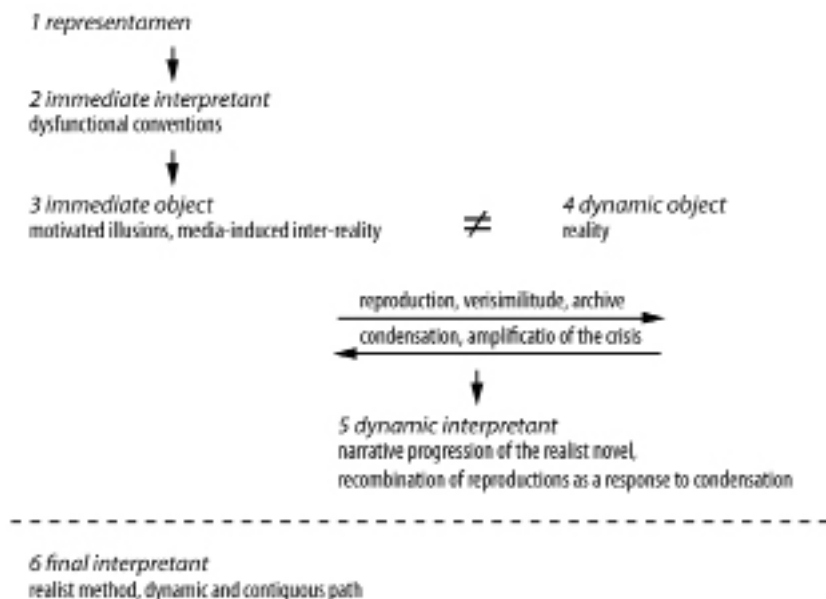 1 representamen
2 immediate interpretant
dysfunctional conventions
3 immediate object
motivated illusions, media-induced inter-reality
≠
4 dynamic object
reality
reproduction, verisimilitude, archive
condensation, amplificatio of the crisis
5 dynamic interpretant
narrative progression of the realist novel,
recombination of reproductions as a response to condensation
6 final interpretant
realist method, dynamic and contiguous path